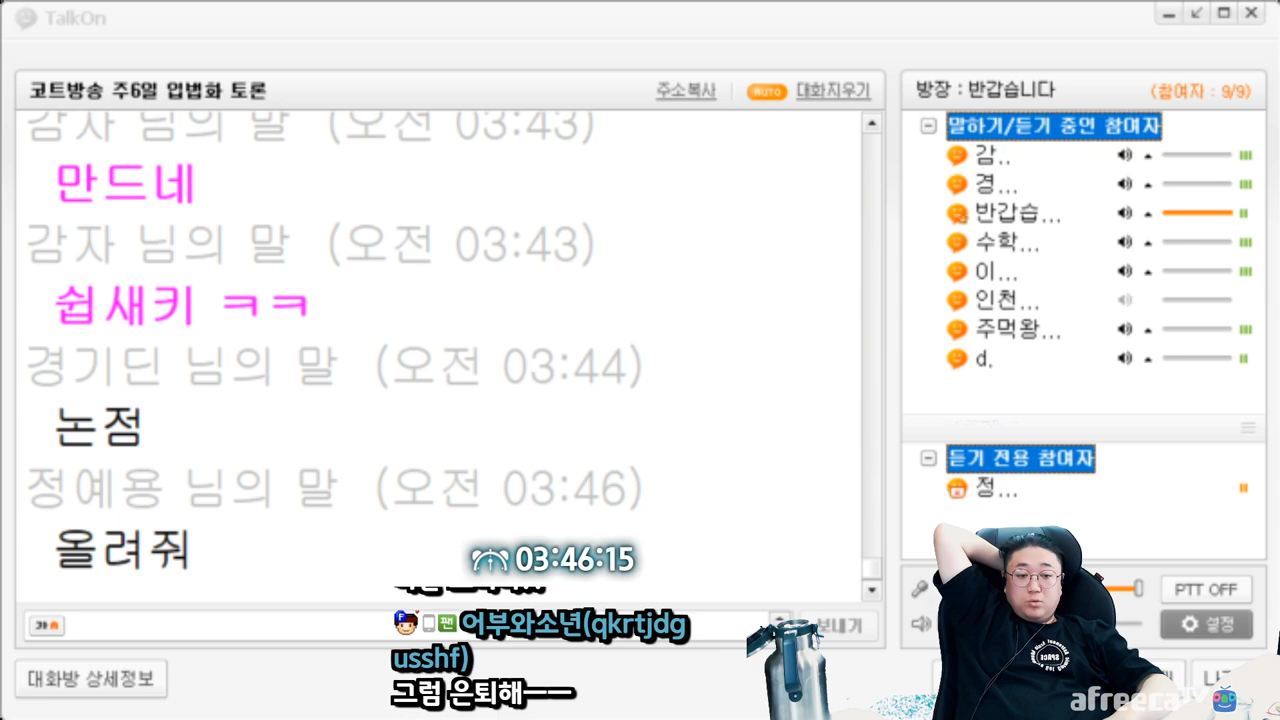 TalkOn
코트방송 주6일 입법화 토론
주소복사
AUTO
대화지우기
감자 님의 말 (오전 03:43)
만드네
감자 님의 말 (오전 03:43)
쉽새키 ㅋㅋ
경기딘 님의 말 (오전 03:44)
논점
정예용 님의 말 (오전 03:46)
올려줘
03:46:15
팬 어부와소년(qkrtjdg
usshf)
그럼 은퇴해ㅡㅡ
가
보내기
대화방 상세정보
방장 : 반갑습니다
(참여자 : 9/9)
말하기/듣기 중인 참여자
감..
경...
반갑습...
수학...
이...
인천...
주먹왕...
d.
듣기 전용 참여자
정...
PTT OFF
설정
SPACE
afreecaTV